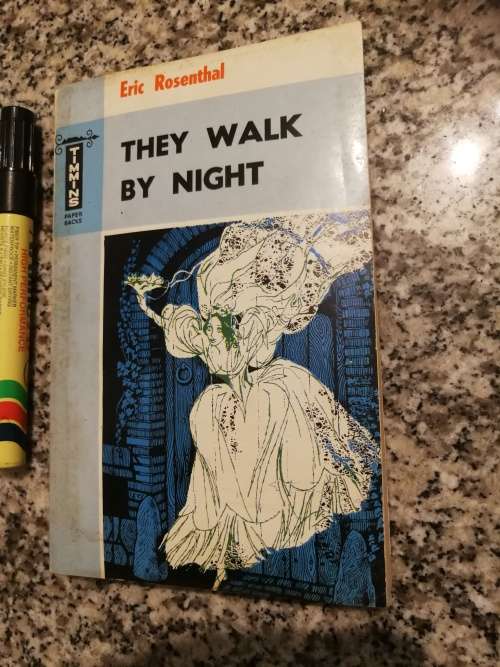 Eric Rosenthal
THEY WALK
BY NIGHT
TIMMINS
PAPER
BACKS
HIGH PERFORMANCE